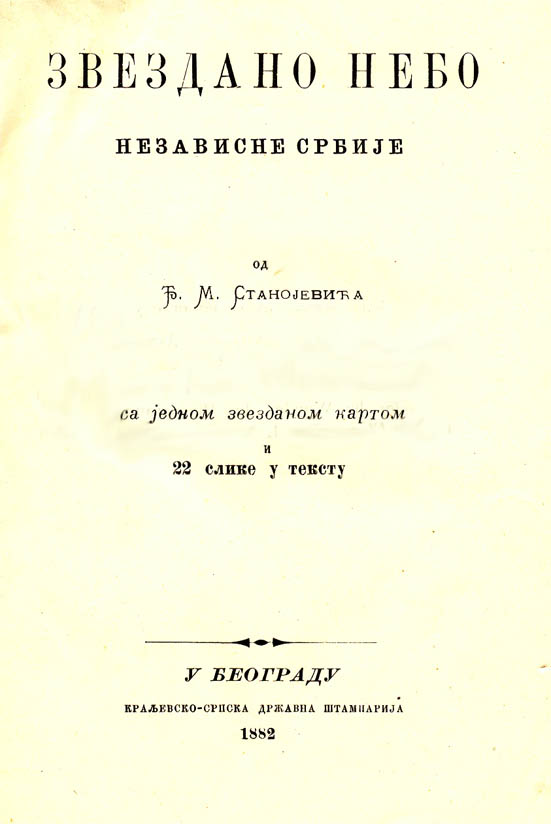 ЗВЕЗДАНО НЕБО
НЕЗАВИСНЕ СРБИЈЕ
ОД
Ђ. М. СТАНОЈЕВИЋА
са једном звезданом картом
и
22 слике у тексту
У БЕОГРАДУ
КРАЉЕВСКО-СРПСКА ДРЖАВНА ШТАМПАРИЈА
1882